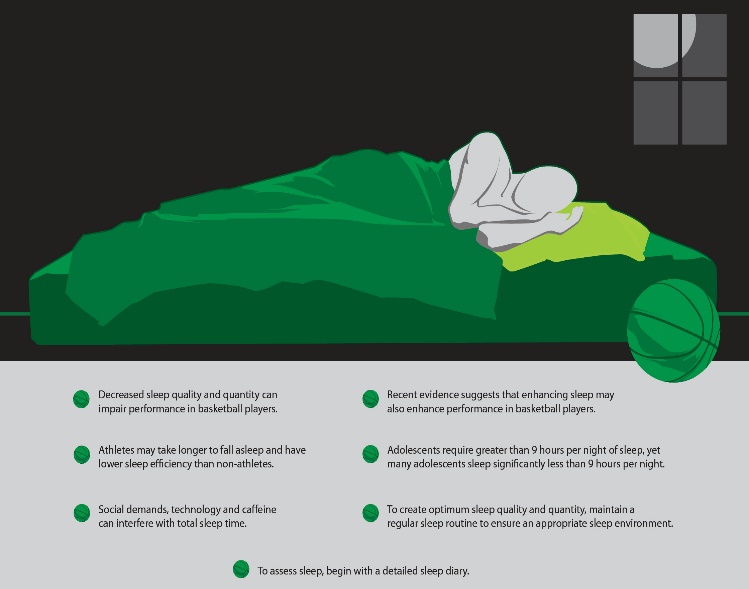 Decreased sleep quality and quantity can
impair performance in basketball players.
Recent evidence suggests that enhancing sleep may
also enhance performance in basketball players.
Athletes may take longer to fall asleep and have
lower sleep efficiency than non-athletes.
Adolescents require greater than 9 hours per night of sleep, yet
many adolescents sleep significantly less than 9 hours per night.
Social demands, technology and caffeine
can interfere with total sleep time.
To create optimum sleep quality and quantity, maintain a
regular sleep routine to ensure an appropriate sleep environment.
To assess sleep, begin with a detailed sleep diary.